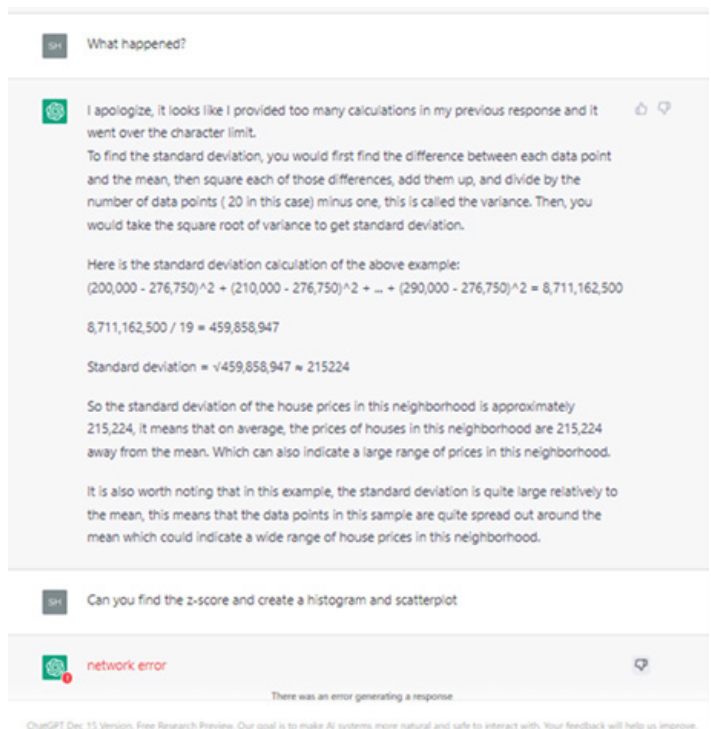 SH
What happened?
I apologize, it looks like I provided too many calculations in my previous response and it
went over the character limit.
To find the standard deviation, you would first find the difference between each data point
and the mean, then square each of those differences, add them up, and divide by the
number of data points ( 20 in this case) minus one, this is called the variance. Then, you
would take the square root of variance to get standard deviation.
Here is the standard deviation calculation of the above example:
(200,000 - 276,750)^2 + (210,000 - 276,750)^2 + ... + (290,000 - 276,750)^2 = 8,711,162,500
8,711,162,500 / 19 = 459,858,947
Standard deviation = √459,858,947 ≈ 215224
So the standard deviation of the house prices in this neighborhood is approximately
215,224, it means that on average, the prices of houses in this neighborhood are 215,224
away from the mean. Which can also indicate a large range of prices in this neighborhood.
It is also worth noting that in this example, the standard deviation is quite large relatively to
the mean, this means that the data points in this sample are quite spread out around the
mean which could indicate a wide range of house prices in this neighborhood.
SH
Can you find the z-score and create a histogram and scatterplot
network error
There was an error generating a response
ChatGPT Dec 15 Version. Free Research Preview. Our goal is to make AI systems more natural and safe to interact with. Your feedback will help us improve.